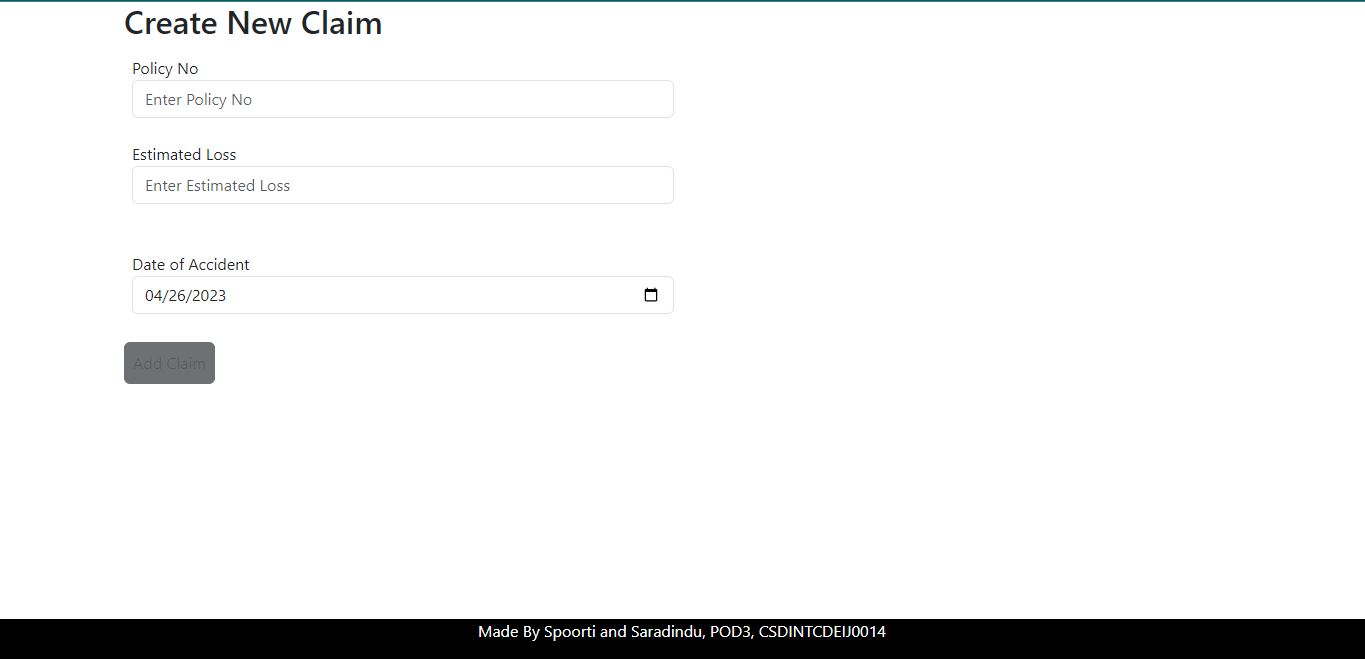 Create New Claim
Policy No
Enter Policy No
Estimated Loss
Enter Estimated Loss
Date of Accident
04/26/2023
Add Claim
Made By Spoorti and Saradindu, POD3, CSDINTCDEIJ0014